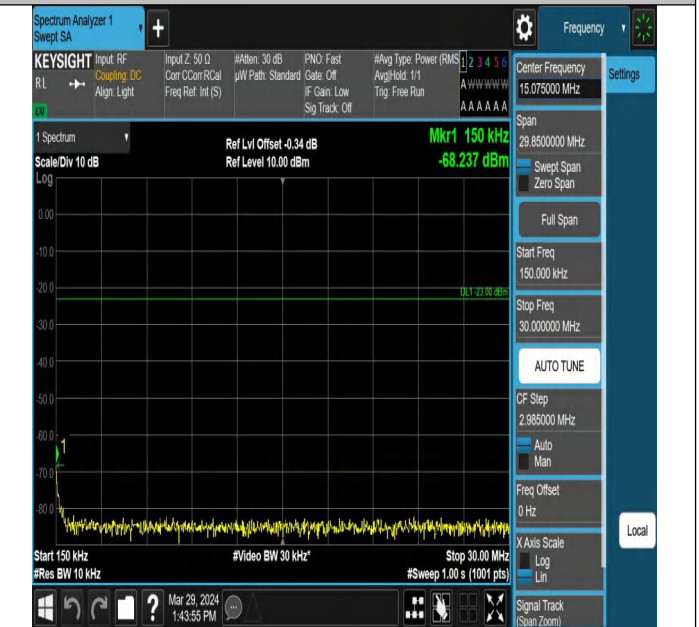 Spectrum Analyzer 1
Swept SA
+
Frequency
KEYSIGHT
RL
LXI
Input: RF
Coupling: DC
Align: Light
Input Z: 50 Ω
Corr CCorr RCal
Freq Ref: Int (S)
#Atten: 30 dB
µW Path: Standard
PNO: Fast
Gate: Off
IF Gain: Low
Sig Track: Off
#Avg Type: Power (RMS
Avg|Hold: 1/1
Trig: Free Run
1 2 3 4 5 6
A W W W W W
A A A A A A
Center Frequency
15.075000 MHz
Settings
1 Spectrum
Scale/Div 10 dB
Ref Lvl Offset -0.34 dB
Ref Level 10.00 dBm
Mkr1 150 kHz
-68.237 dBm
Log
0.00
-10.0
-20.0
-30.0
-40.0
-50.0
-60.0
-70.0
-80.0
DL1 -23.00 dBm
1
Span
29.8500000 MHz
Swept Span
Zero Span
Full Span
Start Freq
150.000 kHz
Stop Freq
30.000000 MHz
AUTO TUNE
CF Step
2.985000 MHz
Auto
Man
Freq Offset
0 Hz
X Axis Scale
Log
Lin
Local
Signal Track
(Span Zoom)
Start 150 kHz
#Video BW 30 kHz*
Stop 30.00 MHz
#Res BW 10 kHz
#Sweep 1.00 s (1001 pts)
?
Mar 29, 2024
1:43:55 PM